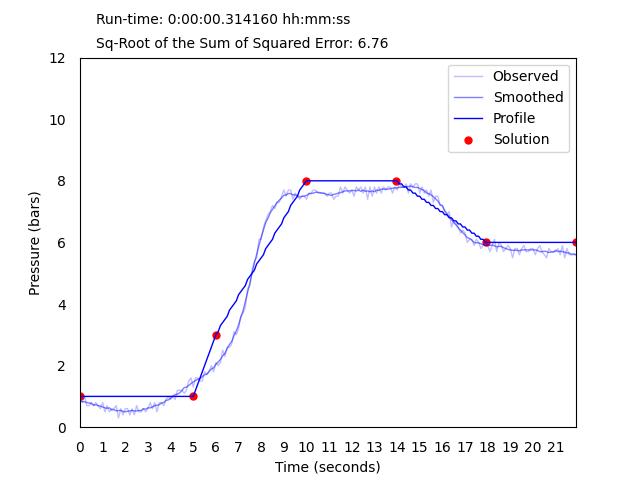 Run-time: 0:00:00.314160 hh:mm:ss
Sq-Root of the Sum of Squared Error: 6.76
12
10
8
6
4
2
0
Pressure (bars)
Observed
Smoothed
Profile
Solution
0 1 2 3 4 5 6 7 8 9 10 11 12 13 14 15 16 17 18 19 20 21
Time (seconds)